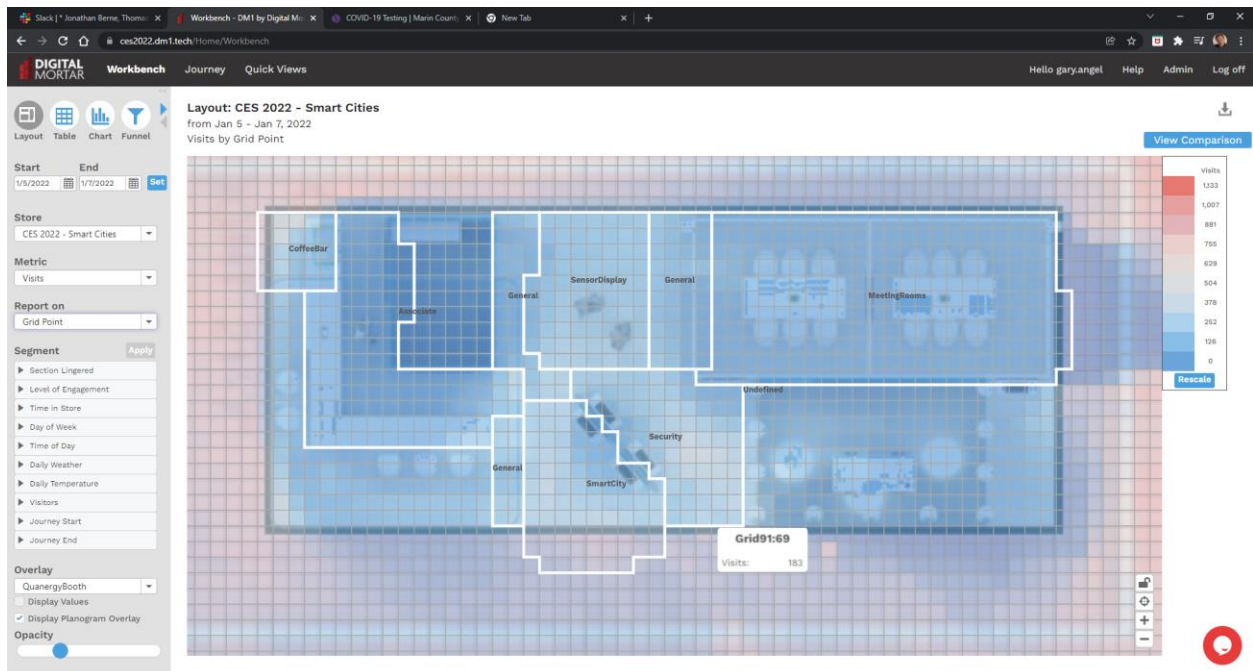 Slack | * Jonathan Berne, Thoma
Workbench - DM1 by Digital Mo
COVID-19 Testing | Marin County
New Tab
ces2022.dm1.tech/Home/Workbench
DIGITAL
MORTAR
Workbench
Journey
Quick Views
Hello gary.angel
Help
Admin
Log off
Layout
Table
Chart
Funnel
Layout: CES 2022 - Smart Cities
from Jan 5 - Jan 7, 2022
Visits by Grid Point
View Comparison
Start
End
1/5/2022
1/7/2022
Set
Store
CES 2022 - Smart Cities
Metric
Visits
Report on
Grid Point
Segment
Apply
Section Lingered
Level of Engagement
Time in Store
Day of Week
Time of Day
Daily Weather
Daily Temperature
Visitors
Journey Start
Journey End
Overlay
QuanergyBooth
Display Values
Display Planogram Overlay
Opacity
CoffeeBar
Associate
General
SensorDisplay
General
MeetingRooms
Undefined
Security
General
SmartCity
Grid91:69
Visits: 183
Visits
1,133
1,007
881
755
629
504
378
252
126
0
Rescale